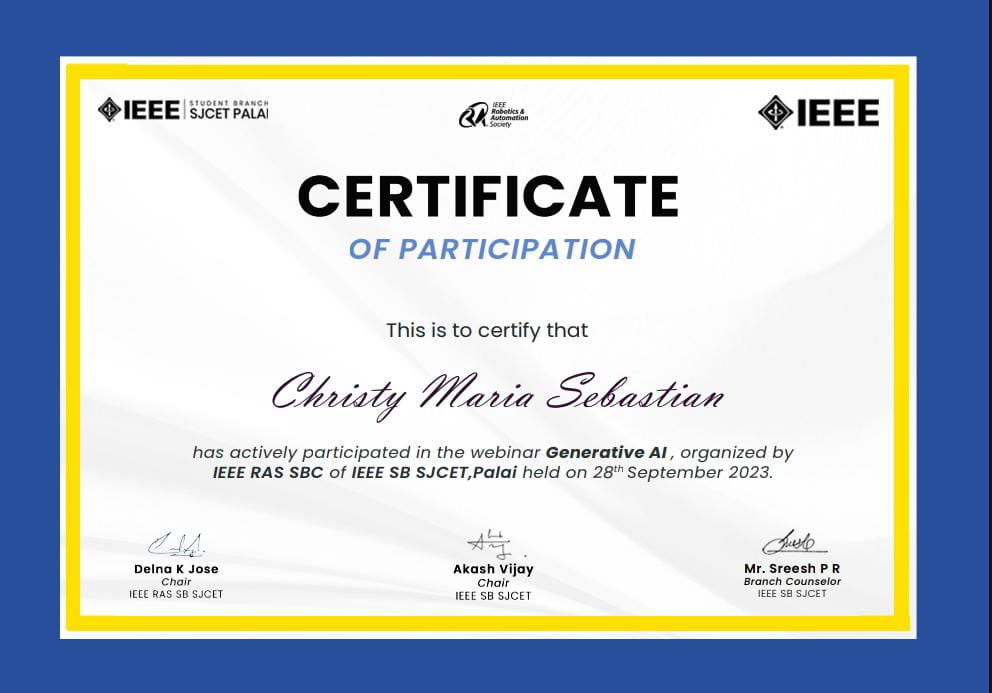 IEEE STUDENT BRANCH
SJCET PALAI
IEEE
Robotics &
Automation
Society
IEEE
CERTIFICATE
OF PARTICIPATION
This is to certify that
Christy Maria Sebastian
has actively participated in the webinar Generative AI , organized by
IEEE RAS SBC of IEEE SB SJCET,Palai held on 28th September 2023.
Delna K Jose
Chair
IEEE RAS SB SJCET
Akash Vijay
Chair
IEEE SB SJCET
Mr. Sreesh P R
Branch Counselor
IEEE SB SJCET